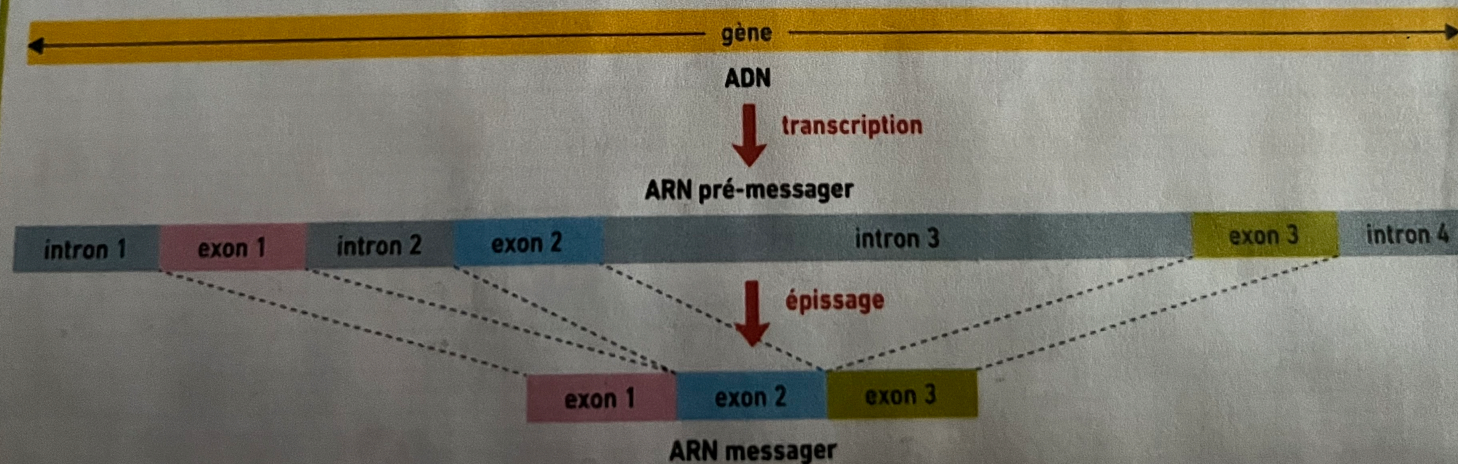 gène
ADN
transcription
ARN pré-messager
intron 1 exon 1 intron 2 exon 2 intron 3 exon 3 intron 4
épissage
exon 1 exon 2 exon 3
ARN messager